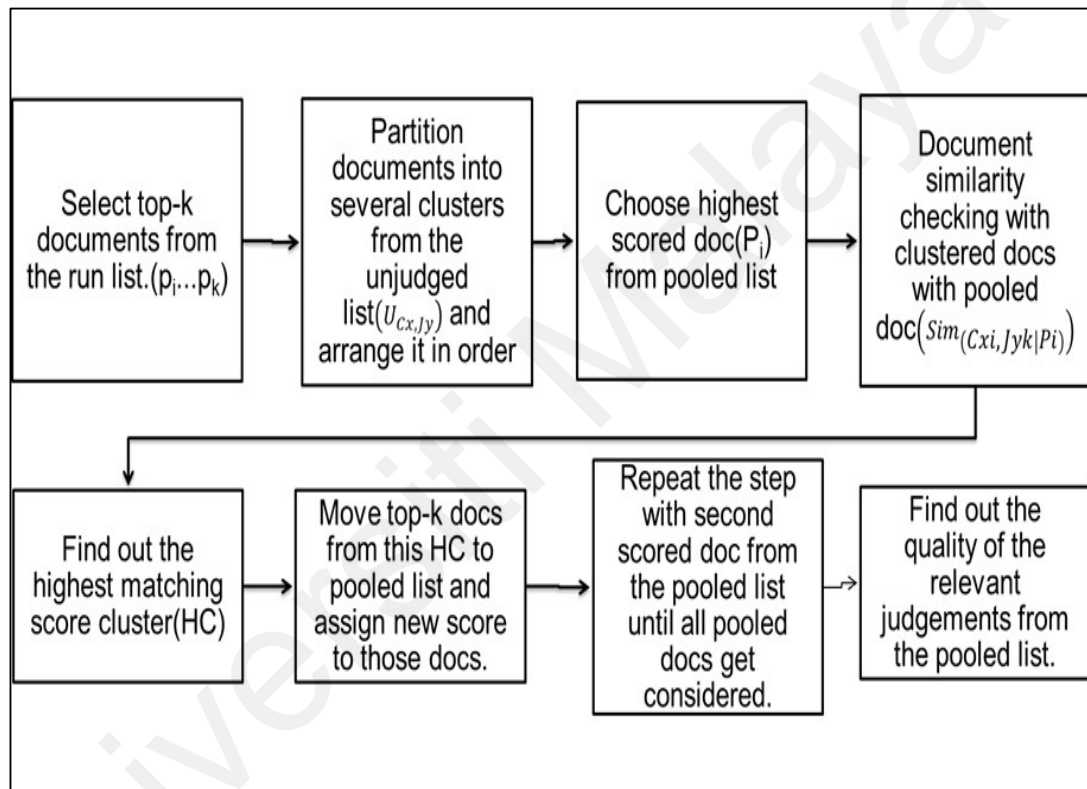 Select top-k
documents from
the run list.(pᵢ...pₖ)
Partition
documents into
several clusters
from the
unjudged
list(U_{Cx,Jy}) and
arrange it in order
Choose highest
scored doc(Pᵢ)
from pooled list
Document
similarity
checking with
clustered docs
with pooled
doc(Sim_{(Cxi,Jyk|Pi)})
Find out the
highest matching
score cluster(HC)
Move top-k docs
from this HC to
pooled list and
assign new score
to those docs.
Repeat the step
with second
scored doc from
the pooled list
until all pooled
docs get
considered.
Find out the
quality of the
relevant
judgements from
the pooled list.
versiti Malaya